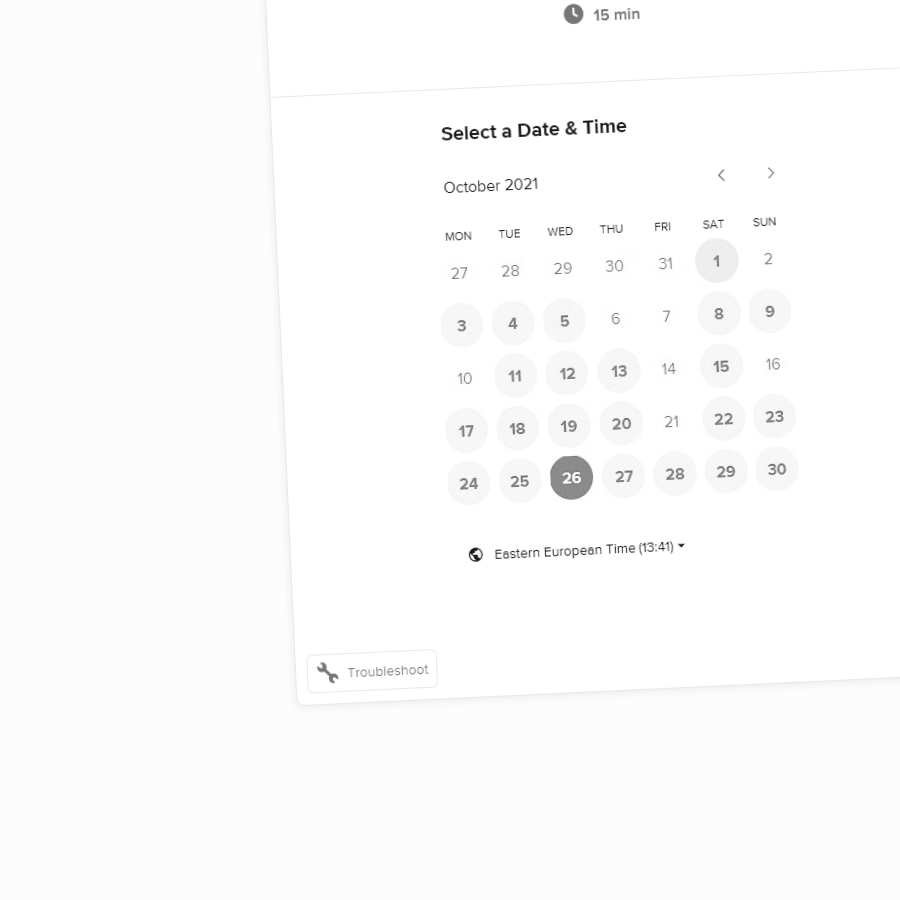 15 min
Select a Date & Time
October 2021
MON TUE WED THU FRI SAT SUN
27 28 29 30 31 1 2
3 4 5 6 7 8 9
10 11 12 13 14 15 16
17 18 19 20 21 22 23
24 25 26 27 28 29 30
Eastern European Time (13:41)
Troubleshoot